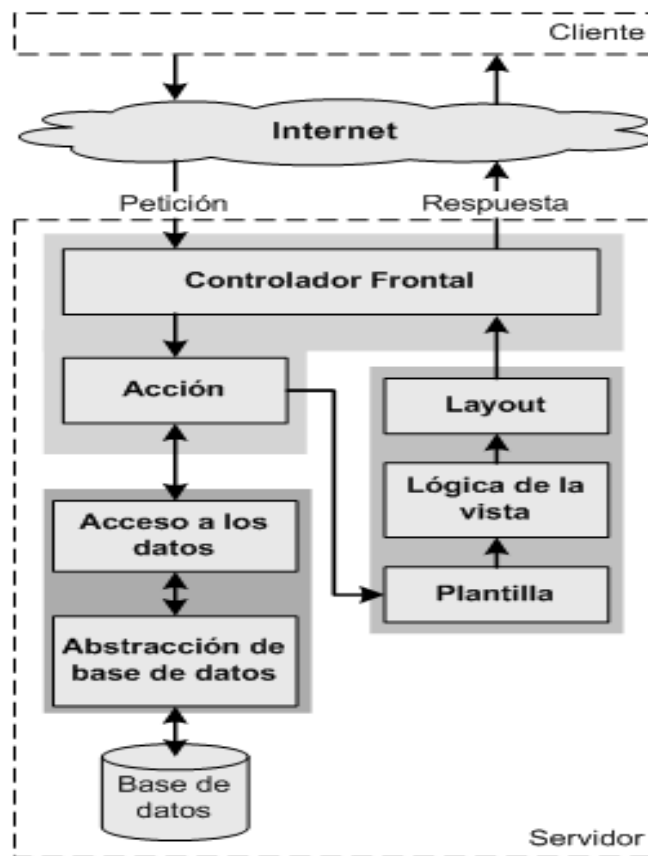 Cliente
Internet
Petición
Respuesta
Controlador Frontal
Acción
Layout
Lógica de la
vista
Plantilla
Acceso a los
datos
Abstracción de
base de datos
Base de
datos
Servidor